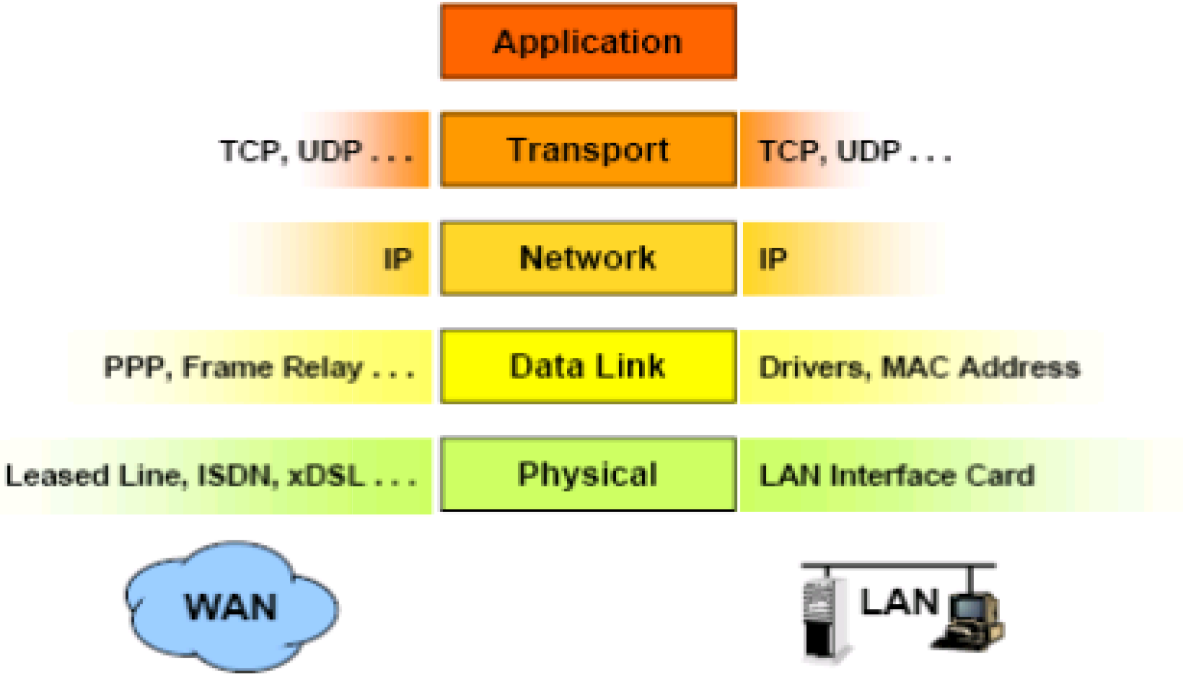 Application
TCP, UDP . . . Transport TCP, UDP . . .
IP Network IP
PPP, Frame Relay . . . Data Link Drivers, MAC Address
Leased Line, ISDN, xDSL . . . Physical LAN Interface Card
WAN LAN